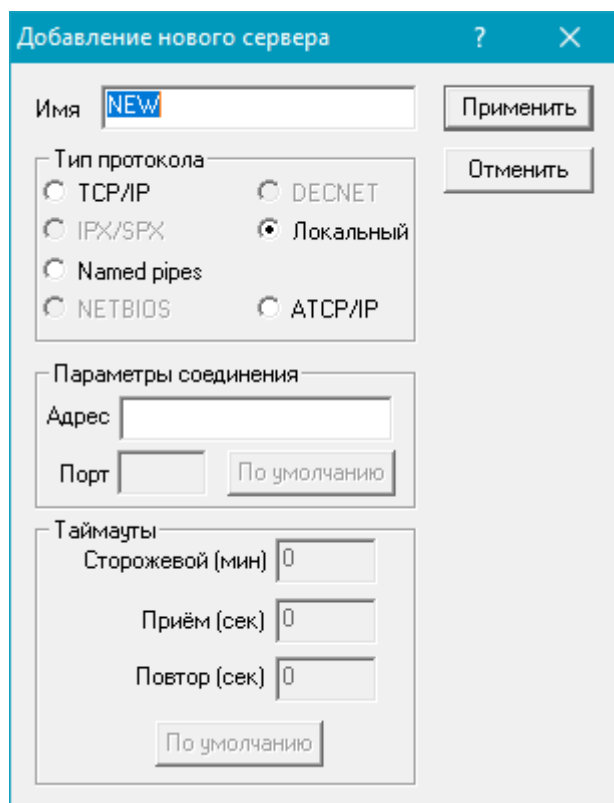 Добавление нового сервера ?
Имя NEW Применить
Отменить
Тип протокола
TCP/IP DECNET
IPX/SPX Локальный
Named pipes
NETBIOS ATCP/IP
Параметры соединения
Адрес
Порт По умолчанию
Таймауты
Сторожевой (мин) 0
Приём (сек) 0
Повтор (сек) 0
По умолчанию